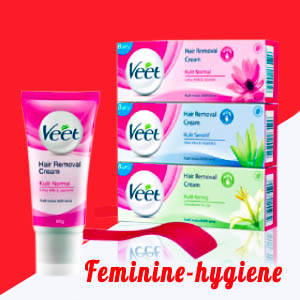 Veet
Hair Removal
Cream
Kulit Normal
Veet
Hair Removal
Cream
Kulit Sensitif
Veet
Hair Removal
Cream
Kulit Kering
Veet
Hair Removal
Cream
Kulit Normal
Feminine-hygiene